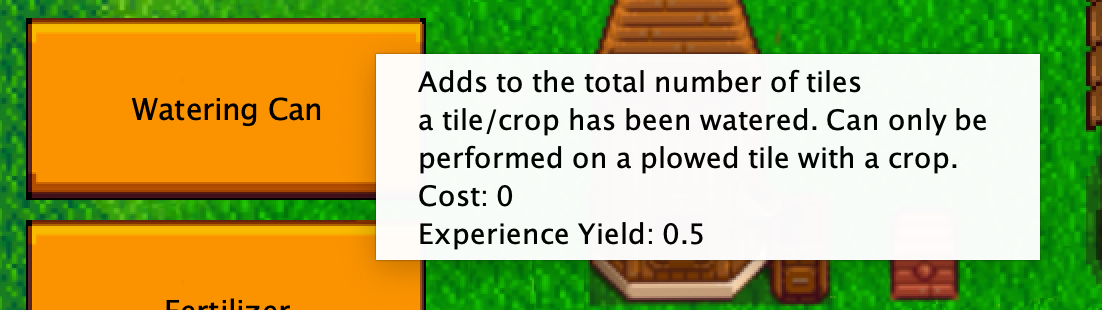 Watering Can
Adds to the total number of tiles
a tile/crop has been watered. Can only be
performed on a plowed tile with a crop.
Cost: 0
Experience Yield: 0.5
Fertilizer